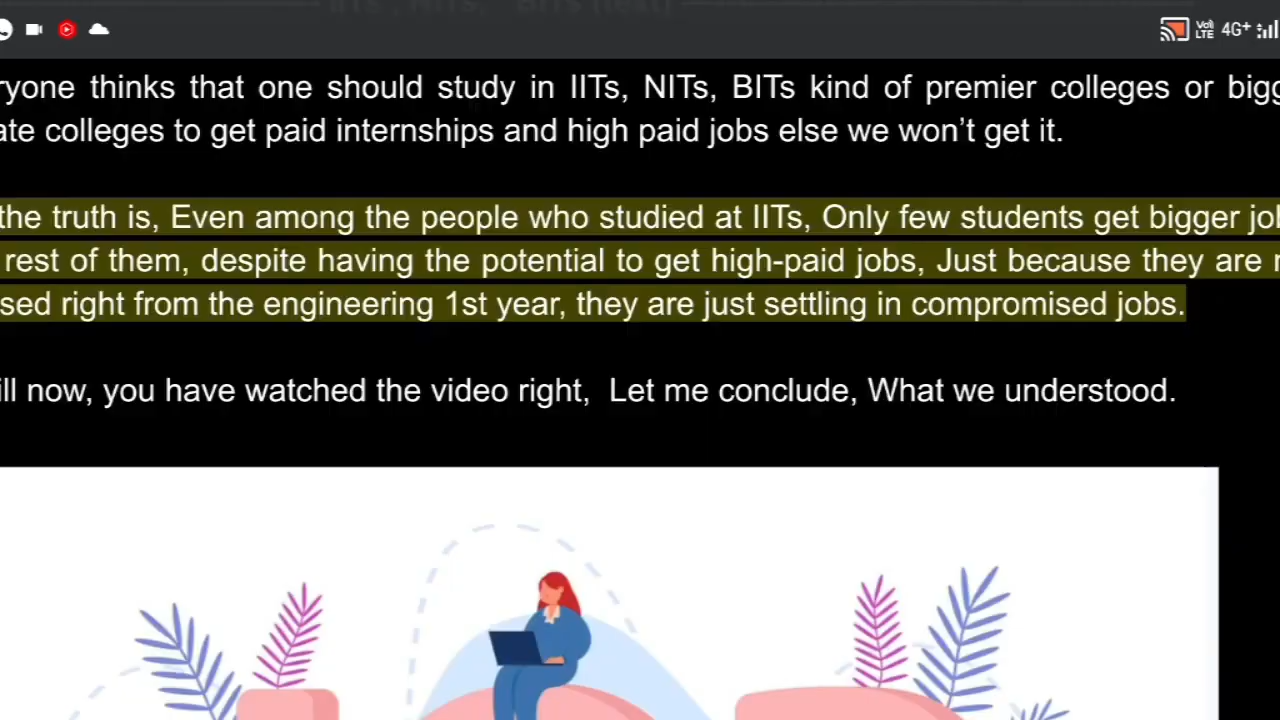 VoI) 4G+
LTE
ryone thinks that one should study in IITs, NITs, BITs kind of premier colleges or bigg
ate colleges to get paid internships and high paid jobs else we won't get it.
the truth is, Even among the people who studied at IITs, Only few students get bigger jo
rest of them, despite having the potential to get high-paid jobs, Just because they are
sed right from the engineering 1st year, they are just settling in compromised jobs.
ill now, you have watched the video right, Let me conclude, What we understood.